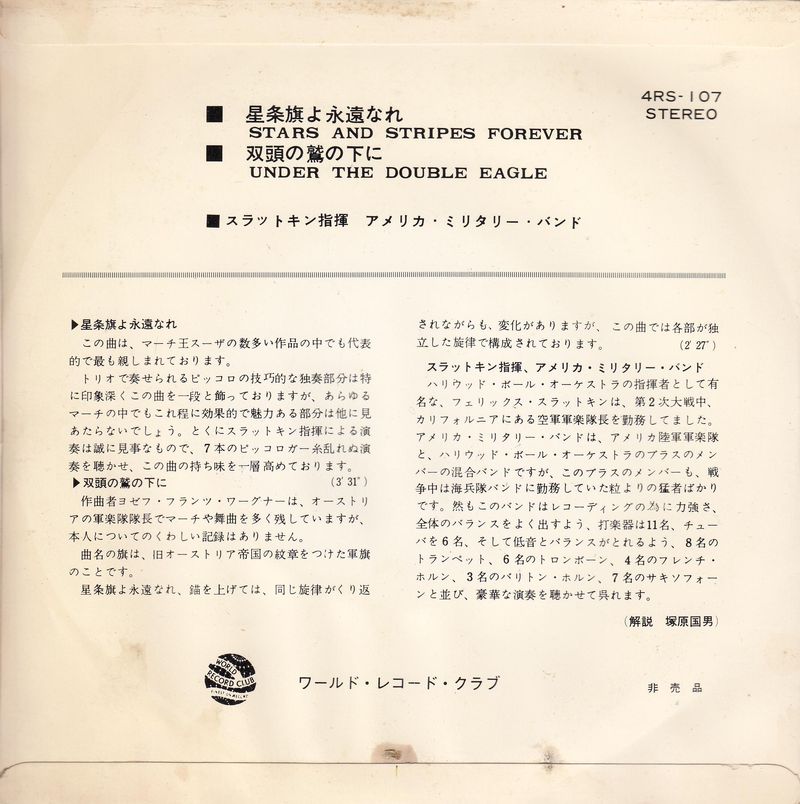 4RS-107
STEREO
■ 星条旗よ永遠なれ
STARS AND STRIPES FOREVER
■ 双頭の鷲の下に
UNDER THE DOUBLE EAGLE
■ スラットキン指揮 アメリカ・ミリタリー・バンド
▶星条旗よ永遠なれ
この曲は、マーチ王スーザの数多い作品の中でも代表
的で最も親しまれております。
トリオで奏せられるピッコロの技巧的な独奏部分は特
に印象深くこの曲を一段と飾っておりますが、あらゆる
マーチの中でもこれ程に効果的で魅力ある部分は他に見
あたらないでしょう。とくにスラットキン指揮による演
奏は誠に見事なもので、7本のピッコロガー糸乱れぬ演
奏を聴かせ、この曲の持ち味を一層高めております。
▶双頭の鷲の下に (3′31″)
作曲者ヨゼフ・フランツ・ワーグナーは、オーストリ
アの軍楽隊隊長でマーチや舞曲を多く残していますが、
本人についてのくわしい記録はありません。
曲名の旗は、旧オーストリア帝国の紋章をつけた軍旗
のことです。
星条旗よ永遠なれ、錨を上げては、同じ旋律がくり返
されながらも、変化がありますが、この曲では各部が独
立した旋律で構成されております。 (2′27″)
スラットキン指揮、アメリカ・ミリタリー・バンド
ハリウッド・ボール・オーケストラの指揮者として有
名な、フェリックス・スラットキンは、第2次大戦中、
カリフォルニアにある空軍軍楽隊長を勤務してました。
アメリカ・ミリタリー・バンドは、アメリカ陸軍軍楽隊
と、ハリウッド・ボール・オーケストラのブラスのメン
バーの混合バンドですが、このブラスのメンバーも、戦
争中は海兵隊バンドに勤務していた粒よりの猛者ばかり
です。然もこのバンドはレコーディングの為に力強さ、
全体のバランスをよく出すよう、打楽器は11名、チュー
バを6名、そして低音とバランスがとれるよう、8名の
トランペット、6名のトロンボーン、4名のフレンチ・
ホルン、3名のバリトン・ホルン、7名のサキソフォー
ンと並び、豪華な演奏を聴かせて呉れます。
(解説 塚原国男)
WORLD
RECORD CLUB
ワールド・レコード・クラブ
非売品